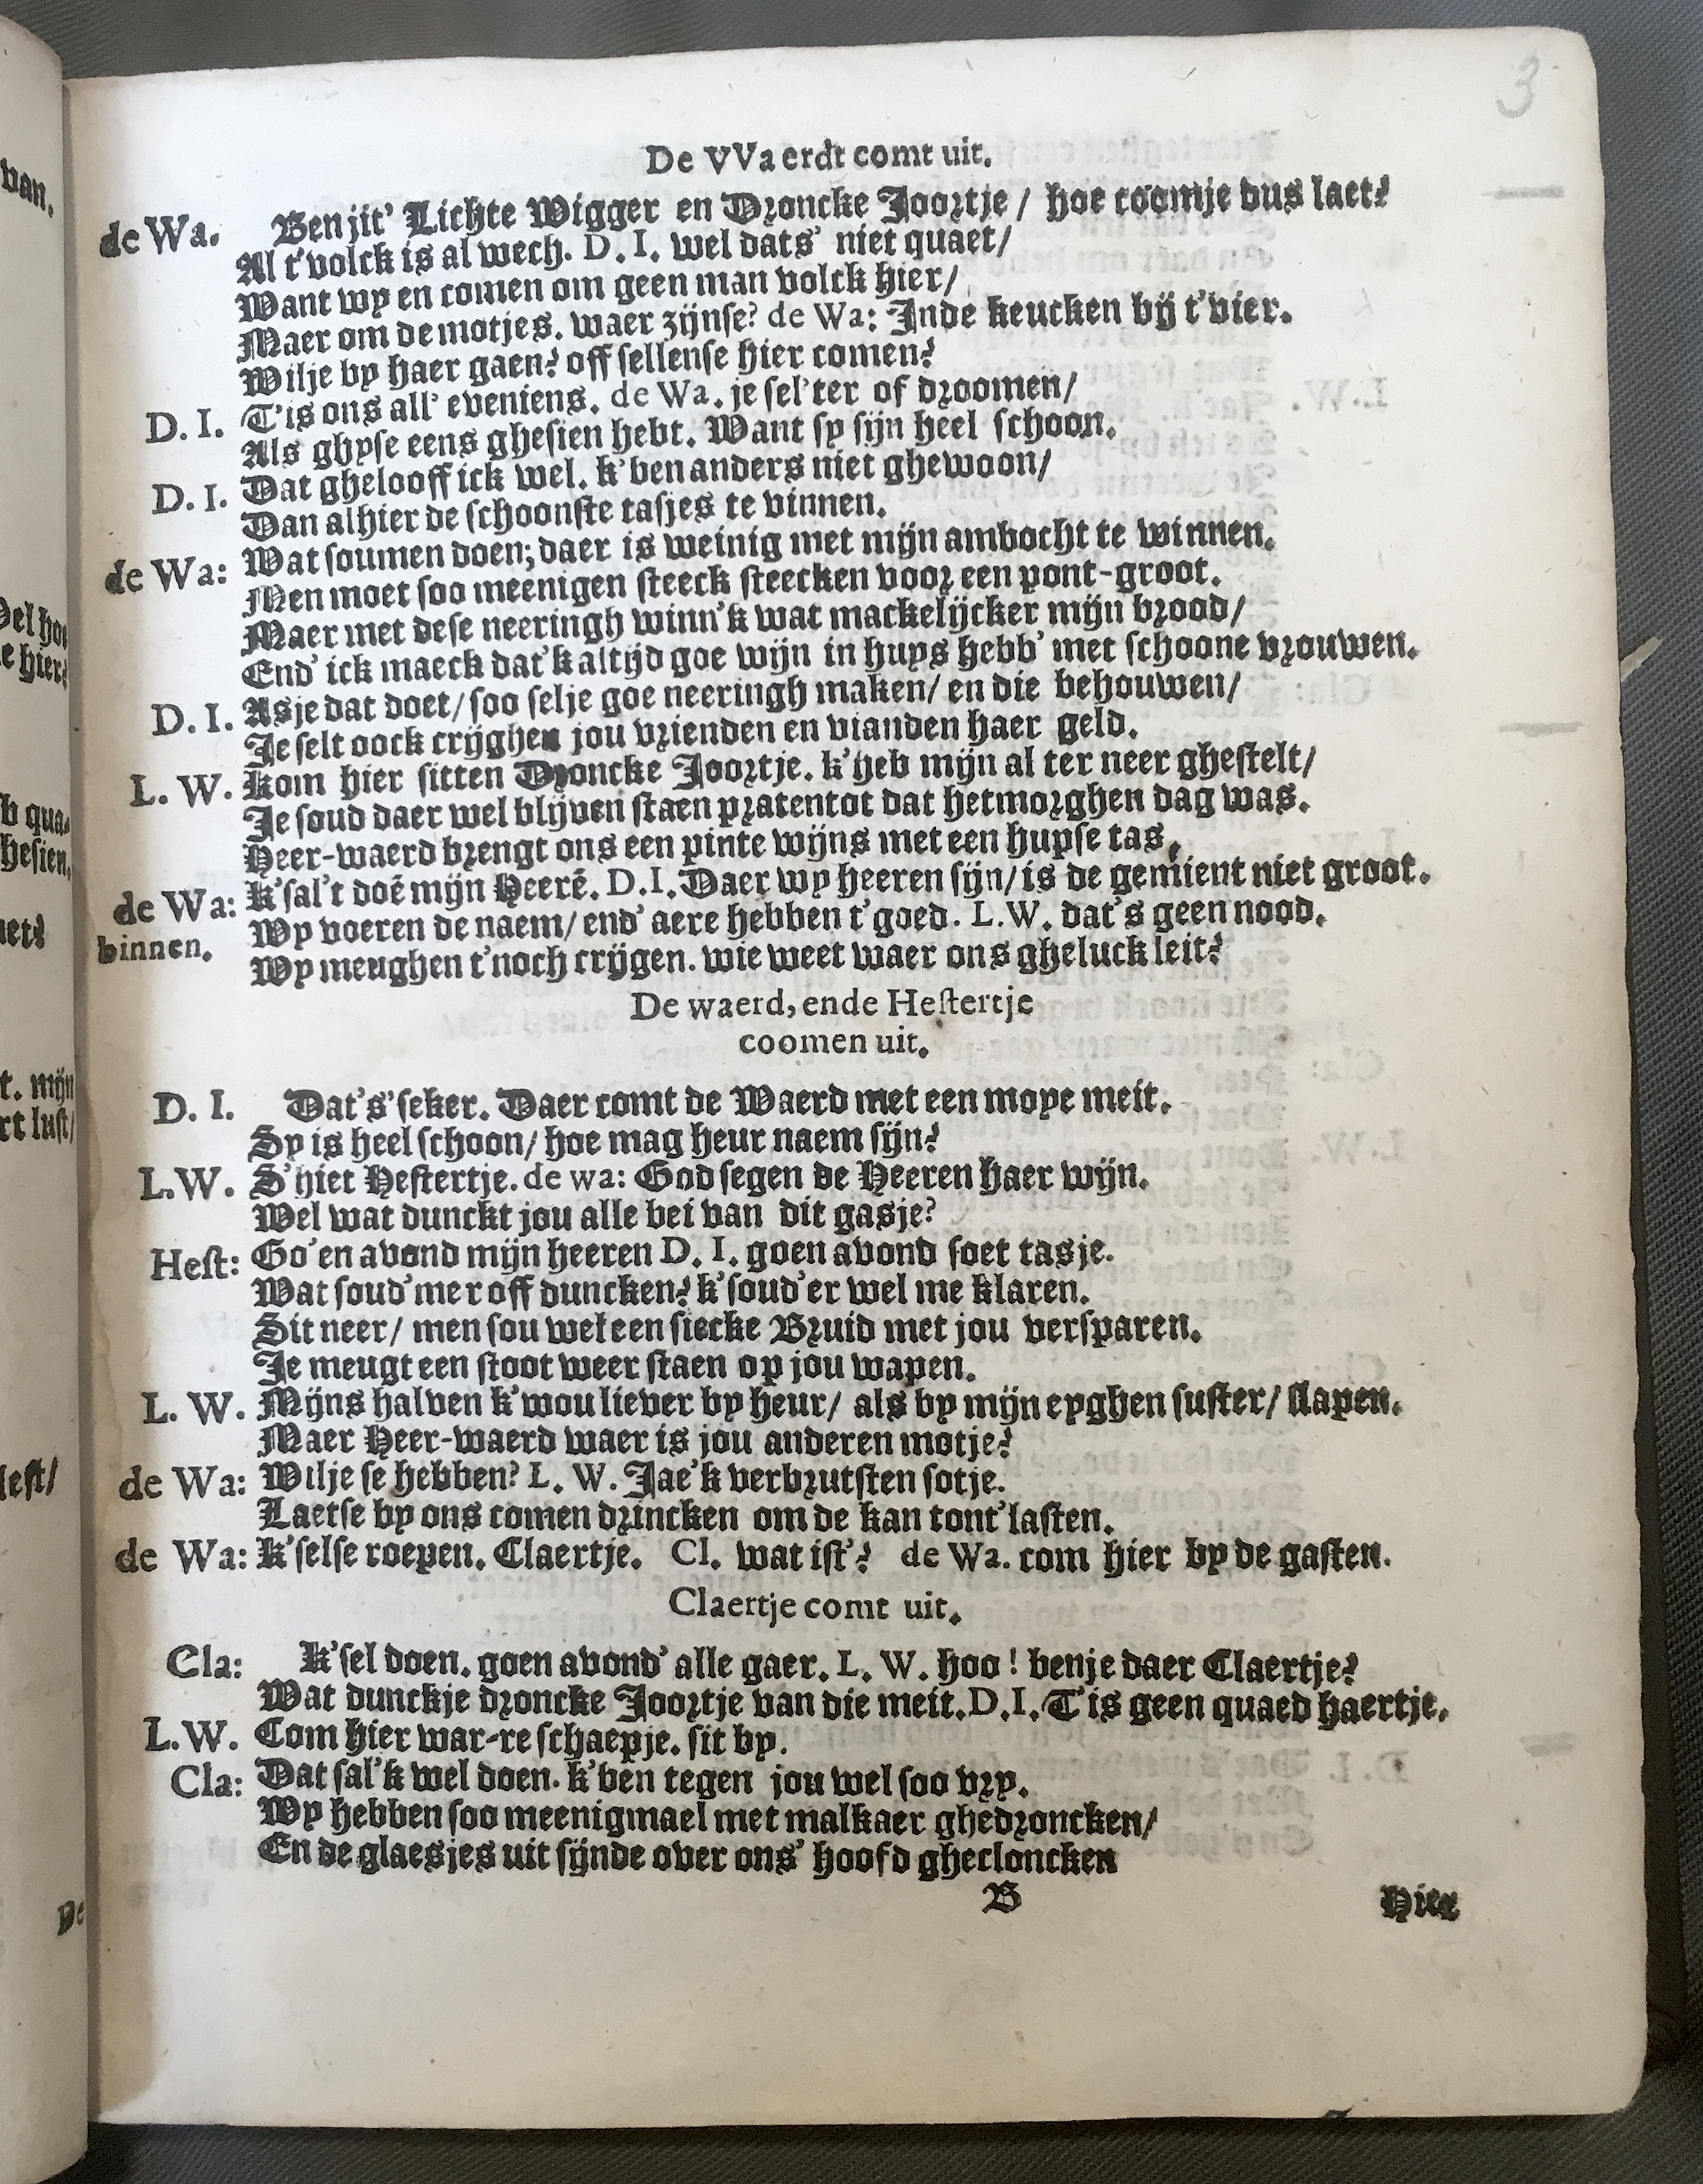 3
De VVaerdt comt uit.
de Wa. Benjit' Lichte Wigger en Droncke Joortje / hoe coomje dus laet?
Al t'volck is al wech. D. I. wel dats' niet quaet/
Want wy en comen om geen man volck hier/
Maer om de motjes. waer zijnse? de Wa: Inde keucken bij t'vier.
Wilje by haer gaen? off sellense hier comen?
D. I. T'is ons all' eveniens. de Wa. je sel'ter of droomen/
Als ghyse eens ghesien hebt. Want sy sijn heel schoon.
D. I. Dat ghelooff ick wel. k'ben anders niet ghewoon/
Dan alhier de schoonste tasjes te vinnen.
de Wa: Wat soumen doen; daer is weinig met mijn ambocht te winnen.
Men moet soo meenigen steeck steecken voor een pont-groot.
Maer met dese neeringh winn'k wat mackelijcker mijn brood/
End' ick maeck dat'k altijd goe wijn in huys hebb' met schoone vrouwen.
D. I. Asje dat doet/ soo selje goe neeringh maken/ en die behouwen/
Je selt oock crijghen jou vrienden en vianden haer geld.
L. W. kom hier sitten Droncke Joortje. k'heb mijn al ter neer ghestelt/
Je soud daer wel blijven staen pratentot dat hetmorghen dag was.
Heer-waerd brengt ons een pinte wijns met een hupse tas.
de Wa: k'sal't doē mijn Heerē. D.I. Daer wy heeren sijn/ is de gemient niet groot.
binnen. Wy voeren de naem/ end' aere hebben t'goed. L.W. dat's geen nood.
Wy meughen t'noch crijgen. wie weet waer ons gheluck leit?
De waerd, ende Hestertje
coomen uit.
D. I. Dat's' seker. Daer comt de Waerd met een moye meit.
Sy is heel schoon/ hoe mag heur naem sijn?
L.W. S'hiet Hestertje. de wa: God segen de Heeren haer wijn.
Wel wat dunckt jou alle bei van dit gasje?
Hest: Go'en avond mijn heeren D. I. goen avond soet tasje.
Wat soud'mer off duncken? k'soud'er wel me klaren.
Sit neer/ men sou wel een siecke Bruid met jou versparen.
Je meugt een stoot weer staen op jou wapen.
L. W. Mijns halven k'wou liever by heur/ als by mijn eyghen suster/ slapen.
Maer Heer-waerd waer is jou anderen motje?
de Wa: Wilje se hebben? L. W. Jae'k verbrutsten sotje.
Laetse by ons comen drincken om de kan tont'lasten.
de Wa: k'selse roepen. Claertje. Cl. wat ist'? de Wa. com hier by de gasten.
Claertje comt uit.
Cla: k'sel doen. goen avond' alle gaer. L. W. hoo! benje daer Claertje?
Wat dunckje droncke Joortje van die meit. D.I. T'is geen quaed haertje.
L.W. Com hier war-re schaepje. sit by.
Cla: Dat sal'k wel doen. k'ben tegen jou wel soo vry.
Wy hebben soo meenigmael met malkaer ghedroncken/
En de glaesjes uit sijnde over ons' hoofd ghecloncken
B Hier